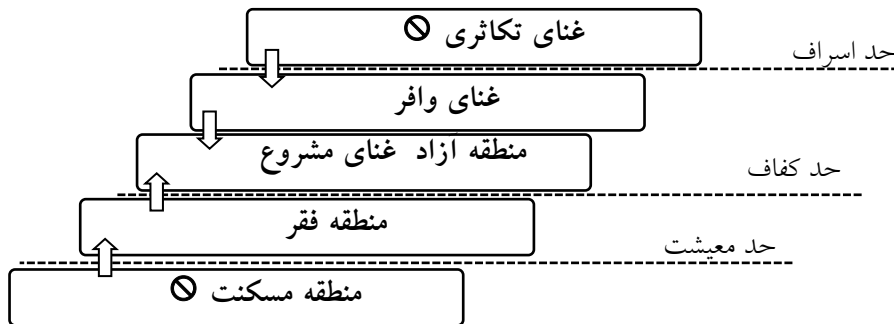 غنای تکاثری
حد اسراف
غنای وافر
منطقه ازاد غنای مشروع
حد کفاف
منطقه فقر
حد معیشت
منطقه مسکنت